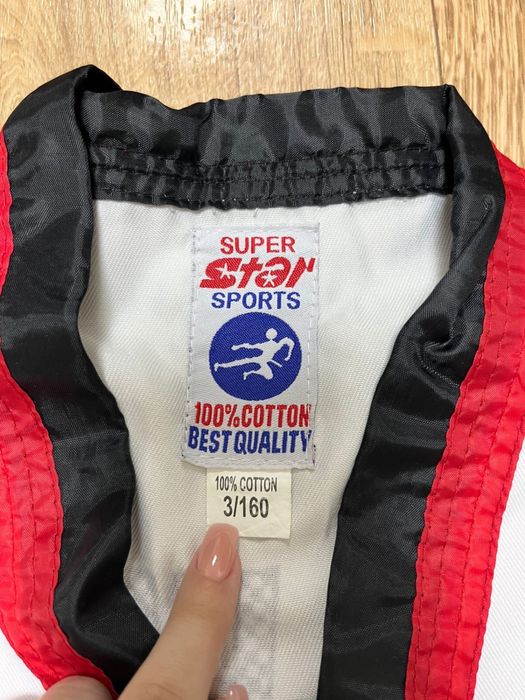 SUPER
Star
SPORTS
100%COTTON
BEST QUALITY
100% COTTON
3/160